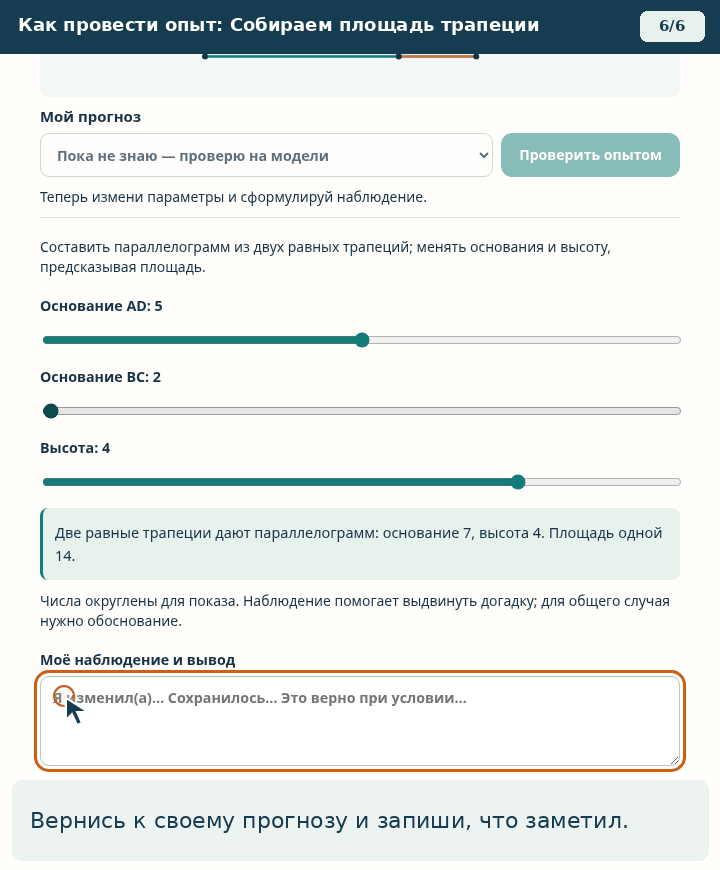 Как провести опыт: Собираем площадь трапеции
6/6
Мой прогноз
Пока не знаю — проверю на модели
Проверить опытом
Теперь измени параметры и сформулируй наблюдение.
Составить параллелограмм из двух равных трапеций; менять основания и высоту,
предсказывая площадь.
Основание AD: 5
Основание BC: 2
Высота: 4
Две равные трапеции дают параллелограмм: основание 7, высота 4. Площадь одной
14.
Числа округлены для показа. Наблюдение помогает выдвинуть догадку; для общего случая
нужно обоснование.
Моё наблюдение и вывод
Я изменил(а)... Сохранилось... Это верно при условии...
Вернись к своему прогнозу и запиши, что заметил.